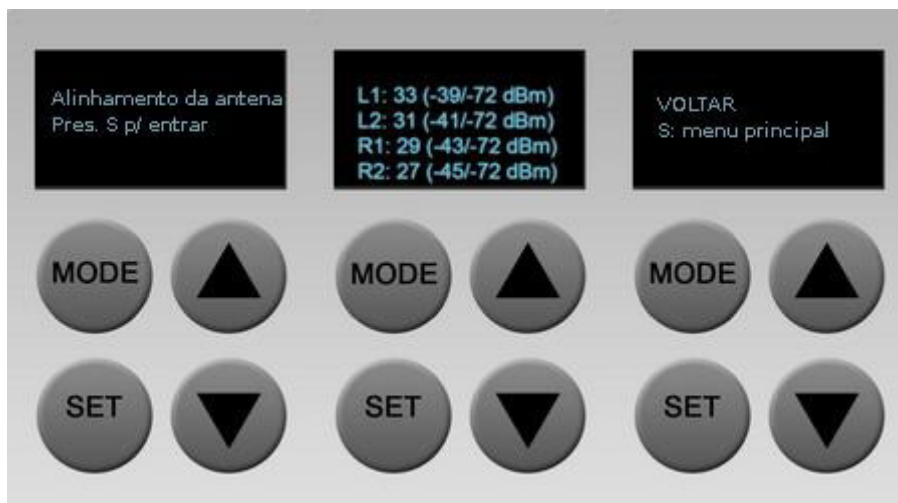 Alinhamento da antena
Pres. S p/ entrar
MODE
SET
L1: 33 (-39/-72 dBm)
L2: 31 (-41/-72 dBm)
R1: 29 (-43/-72 dBm)
R2: 27 (-45/-72 dBm)
MODE
SET
VOLTAR
S: menu principal
MODE
SET